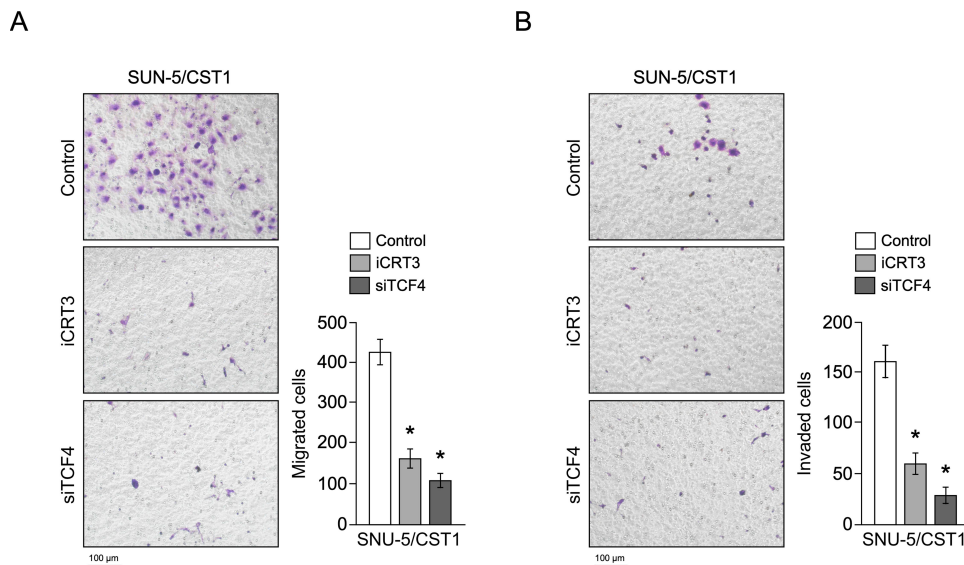 A
SUN-5/CST1
Control
iCRT3
siTCF4
100 µm
Control
iCRT3
siTCF4
Migrated cells
500
400
300
200
100
0
*
*
SNU-5/CST1
B
SUN-5/CST1
Control
iCRT3
siTCF4
100 µm
Control
iCRT3
siTCF4
Invaded cells
200
150
100
50
0
*
*
SNU-5/CST1